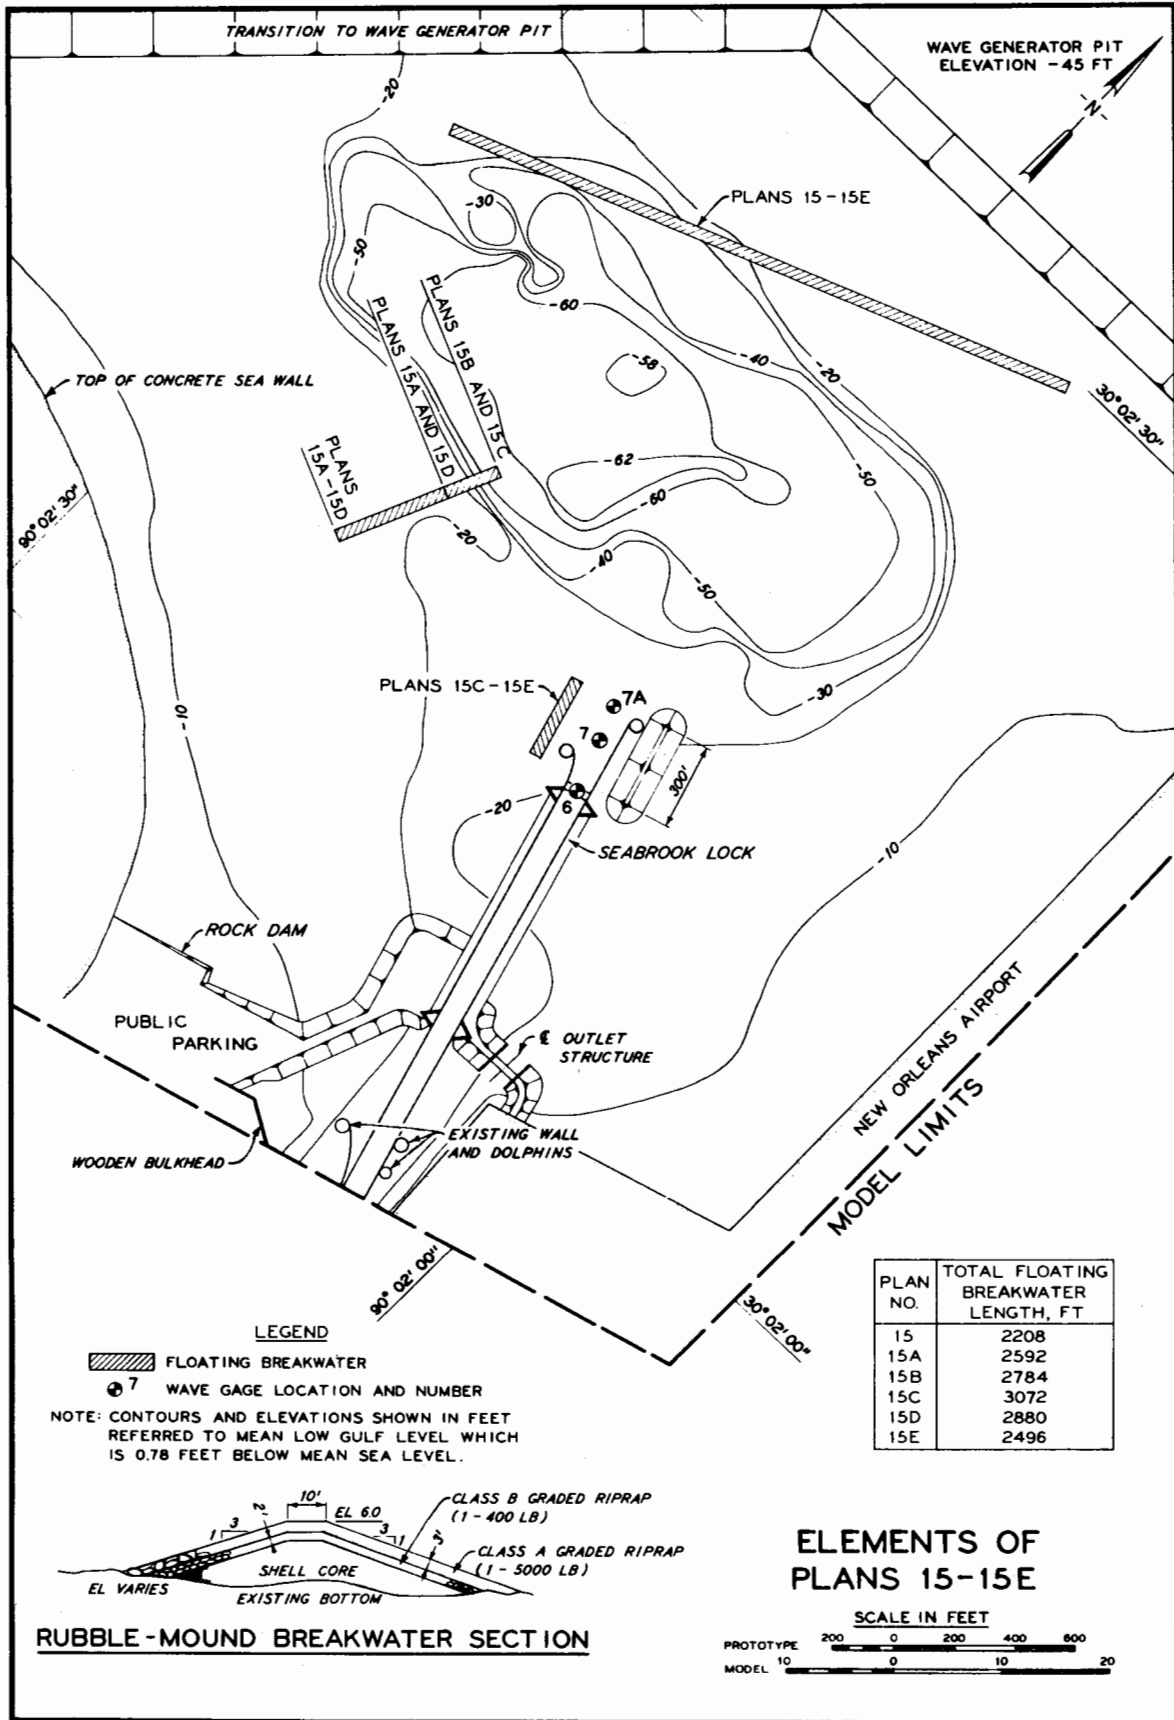 TRANSITION TO WAVE GENERATOR PIT
WAVE GENERATOR PIT
ELEVATION -45 FT
-N-
-20
-30
PLANS 15-15E
-50
-60
PLANS 15B AND 15C
PLANS 15A AND 15D
-58
-40
-20
TOP OF CONCRETE SEA WALL
30° 02' 30"
PLANS
15A-15D
-62
-50
-60
90° 02' 30"
-20
-40
-50
PLANS 15C-15E
7A
-30
-10
7
300'
-20
6
SEABROOK LOCK
-10
ROCK DAM
PUBLIC
PARKING
℄ OUTLET
STRUCTURE
NEW ORLEANS AIRPORT
MODEL LIMITS
EXISTING WALL
AND DOLPHINS
WOODEN BULKHEAD
90° 02' 00"
30° 02' 00"
PLAN NO. TOTAL FLOATING BREAKWATER LENGTH, FT
15 2208
15A 2592
15B 2784
15C 3072
15D 2880
15E 2496
LEGEND
FLOATING BREAKWATER
7 WAVE GAGE LOCATION AND NUMBER
NOTE: CONTOURS AND ELEVATIONS SHOWN IN FEET
REFERRED TO MEAN LOW GULF LEVEL WHICH
IS 0.78 FEET BELOW MEAN SEA LEVEL.
10'
EL 6.0
CLASS B GRADED RIPRAP
(1 - 400 LB)
3
1
2'
3
1
3'
CLASS A GRADED RIPRAP
(1 - 5000 LB)
SHELL CORE
EL VARIES
EXISTING BOTTOM
RUBBLE-MOUND BREAKWATER SECTION
ELEMENTS OF
PLANS 15-15E
SCALE IN FEET
PROTOTYPE 200 0 200 400 600
MODEL 10 0 10 20